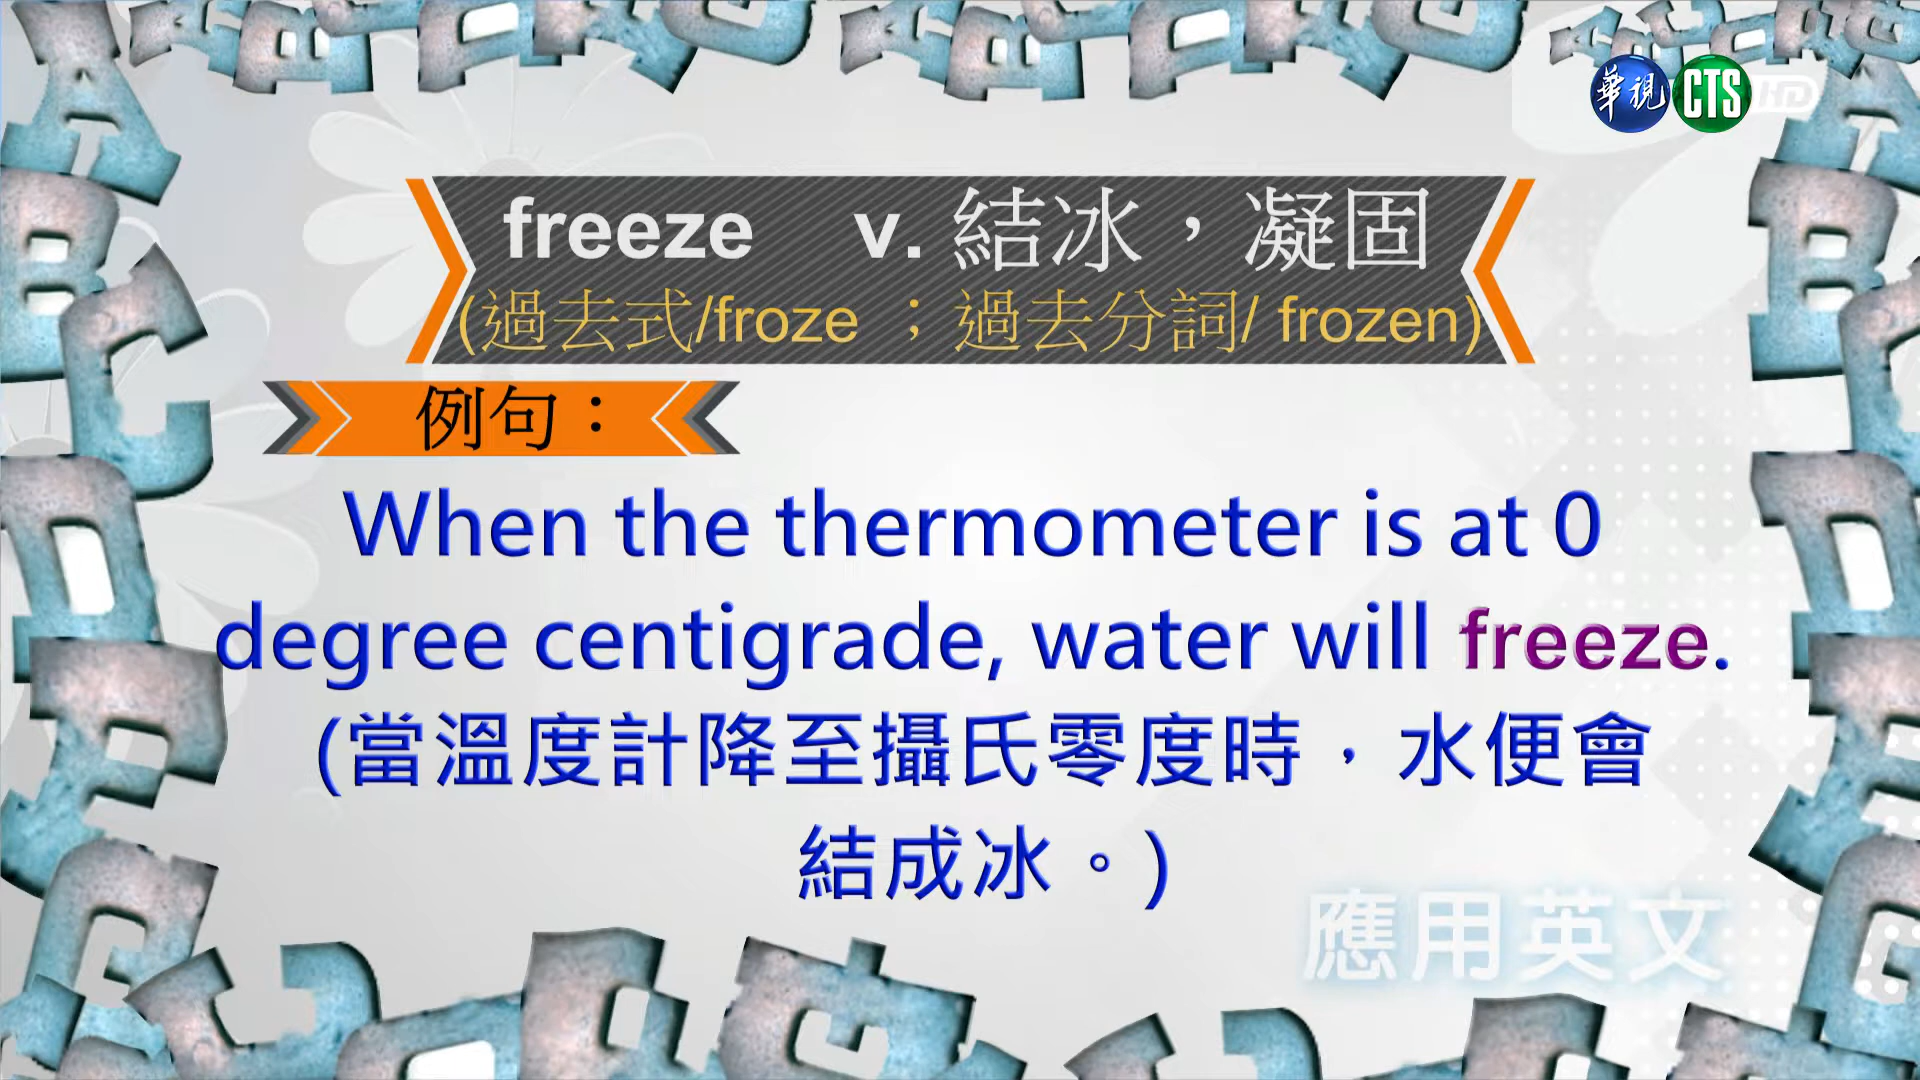 華視 CTS HD
freeze v. 結冰，凝固
(過去式/froze ；過去分詞/ frozen)
例句：
When the thermometer is at 0
degree centigrade, water will freeze.
(當溫度計降至攝氏零度時，水便會
結成冰。)
應用英文